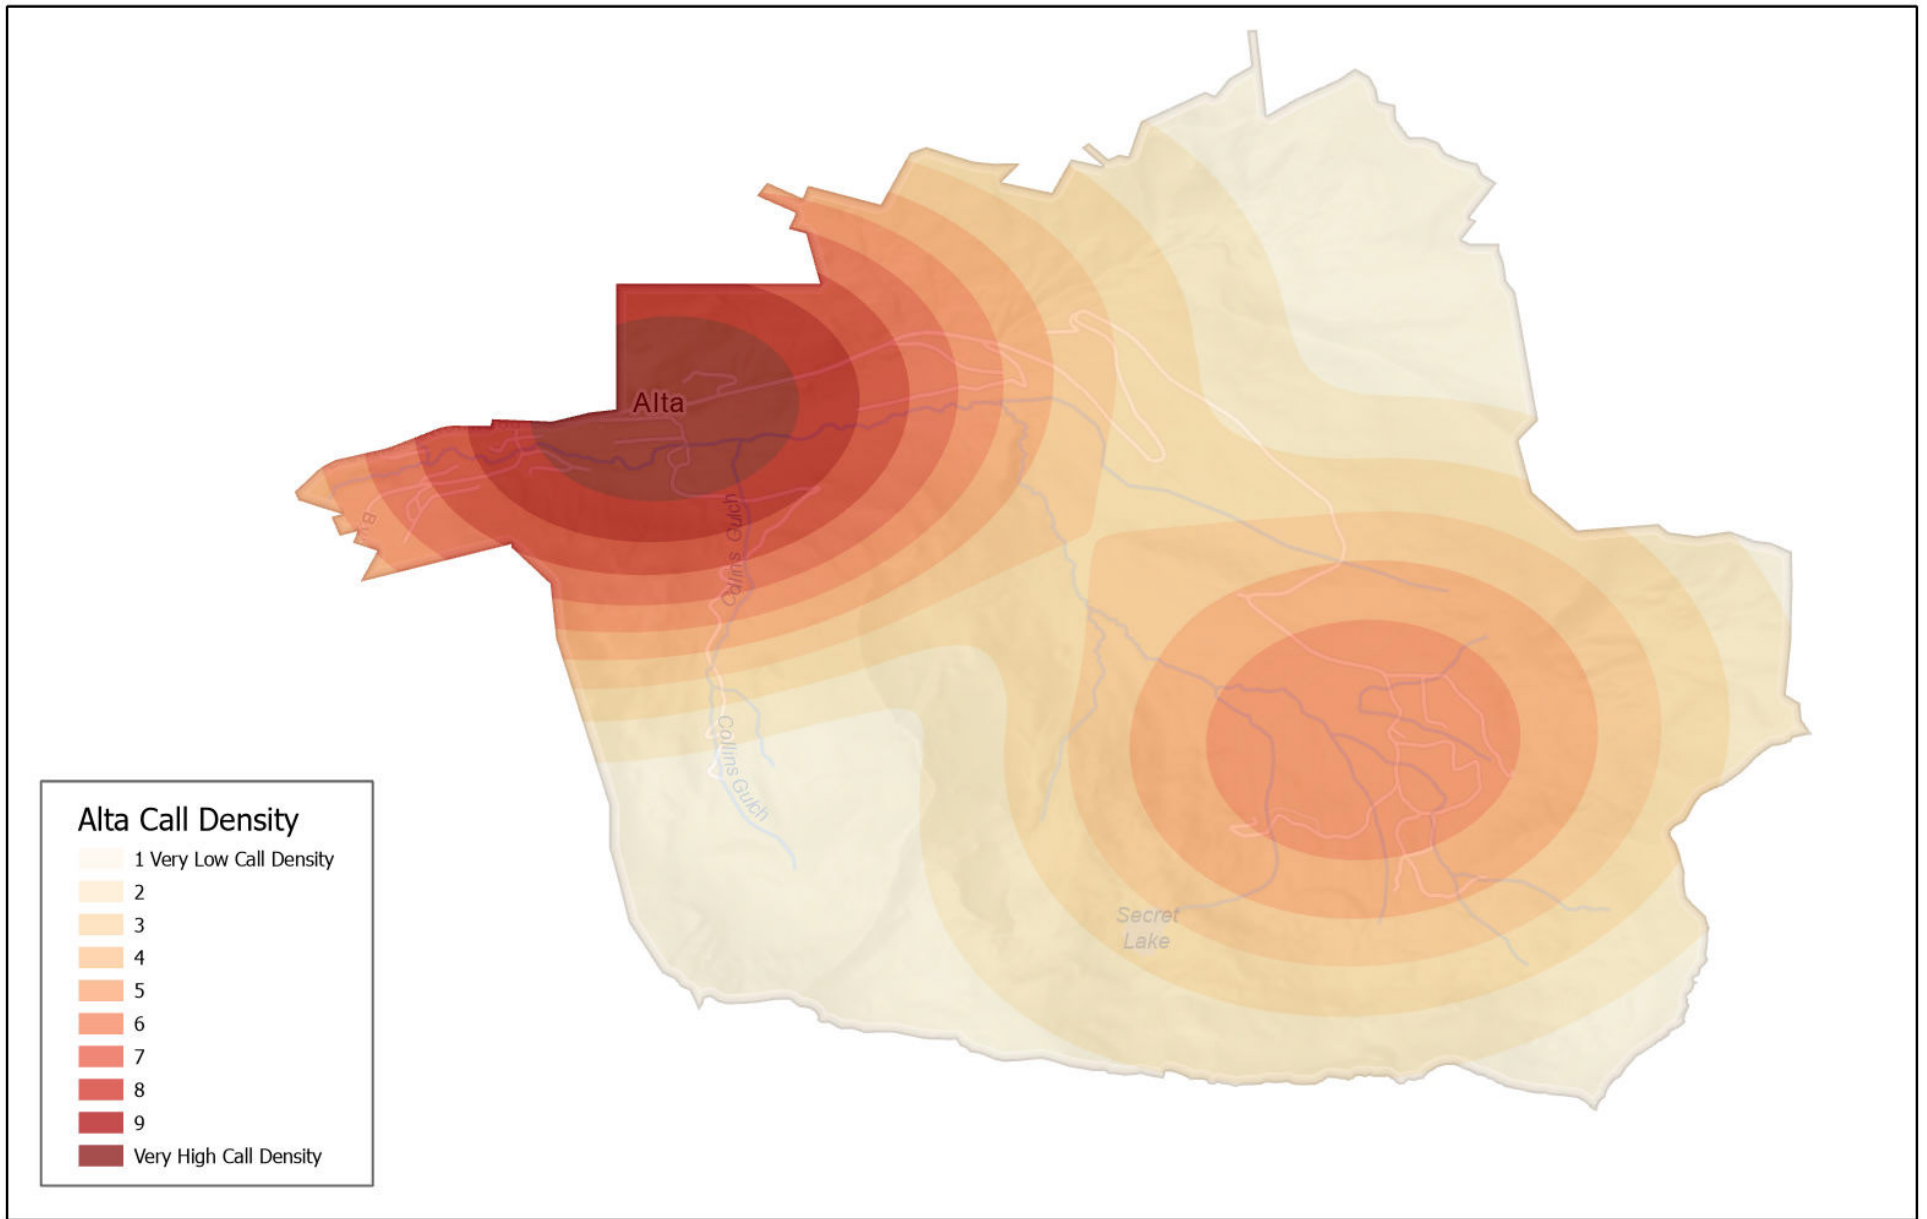 Alta
Collins Gulch
Collins Gulch
Secret
Lake
Alta Call Density
1 Very Low Call Density
2
3
4
5
6
7
8
9
Very High Call Density